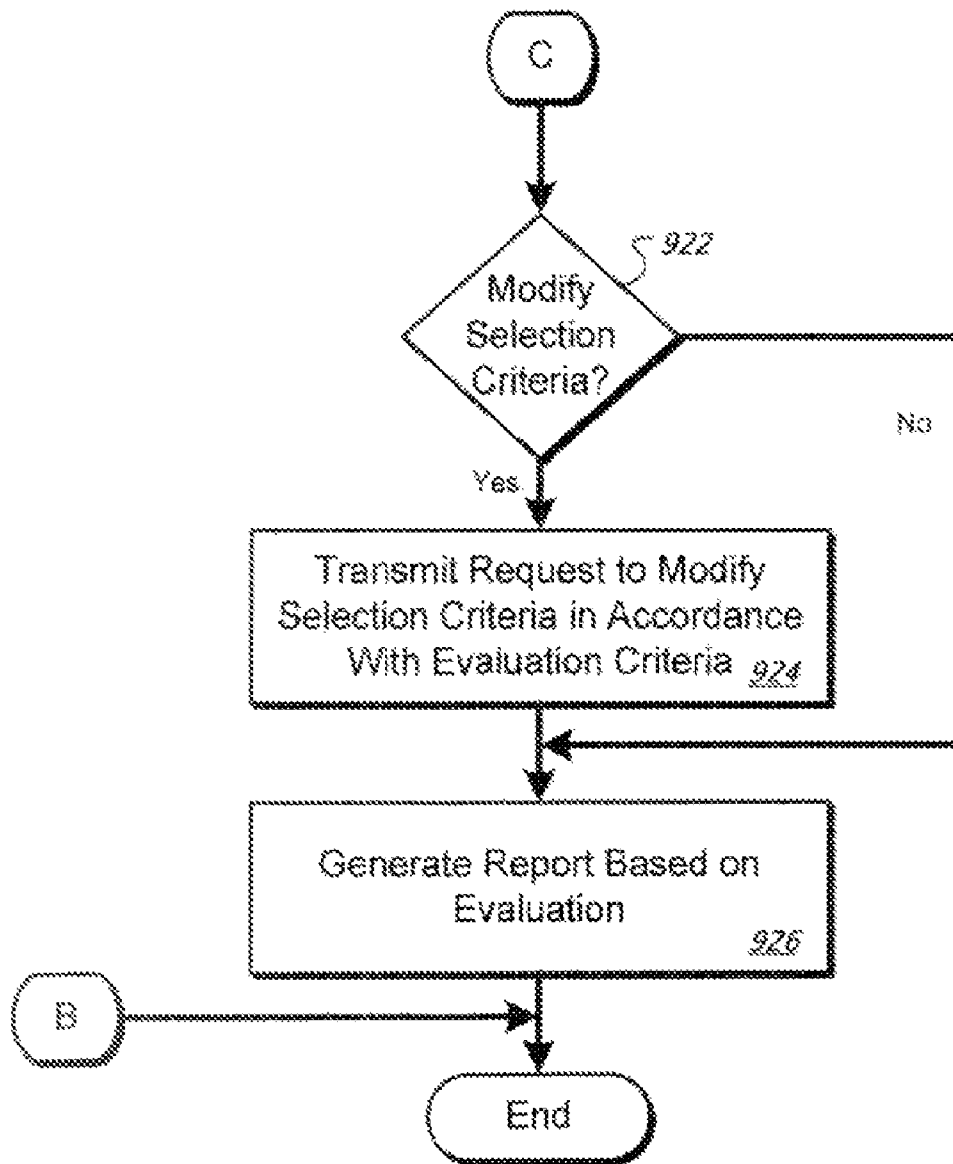 C
922
Modify
Selection
Criteria?
No
Yes
Transmit Request to Modify
Selection Criteria in Accordance
With Evaluation Criteria 924
Generate Report Based on
Evaluation
926
B
End